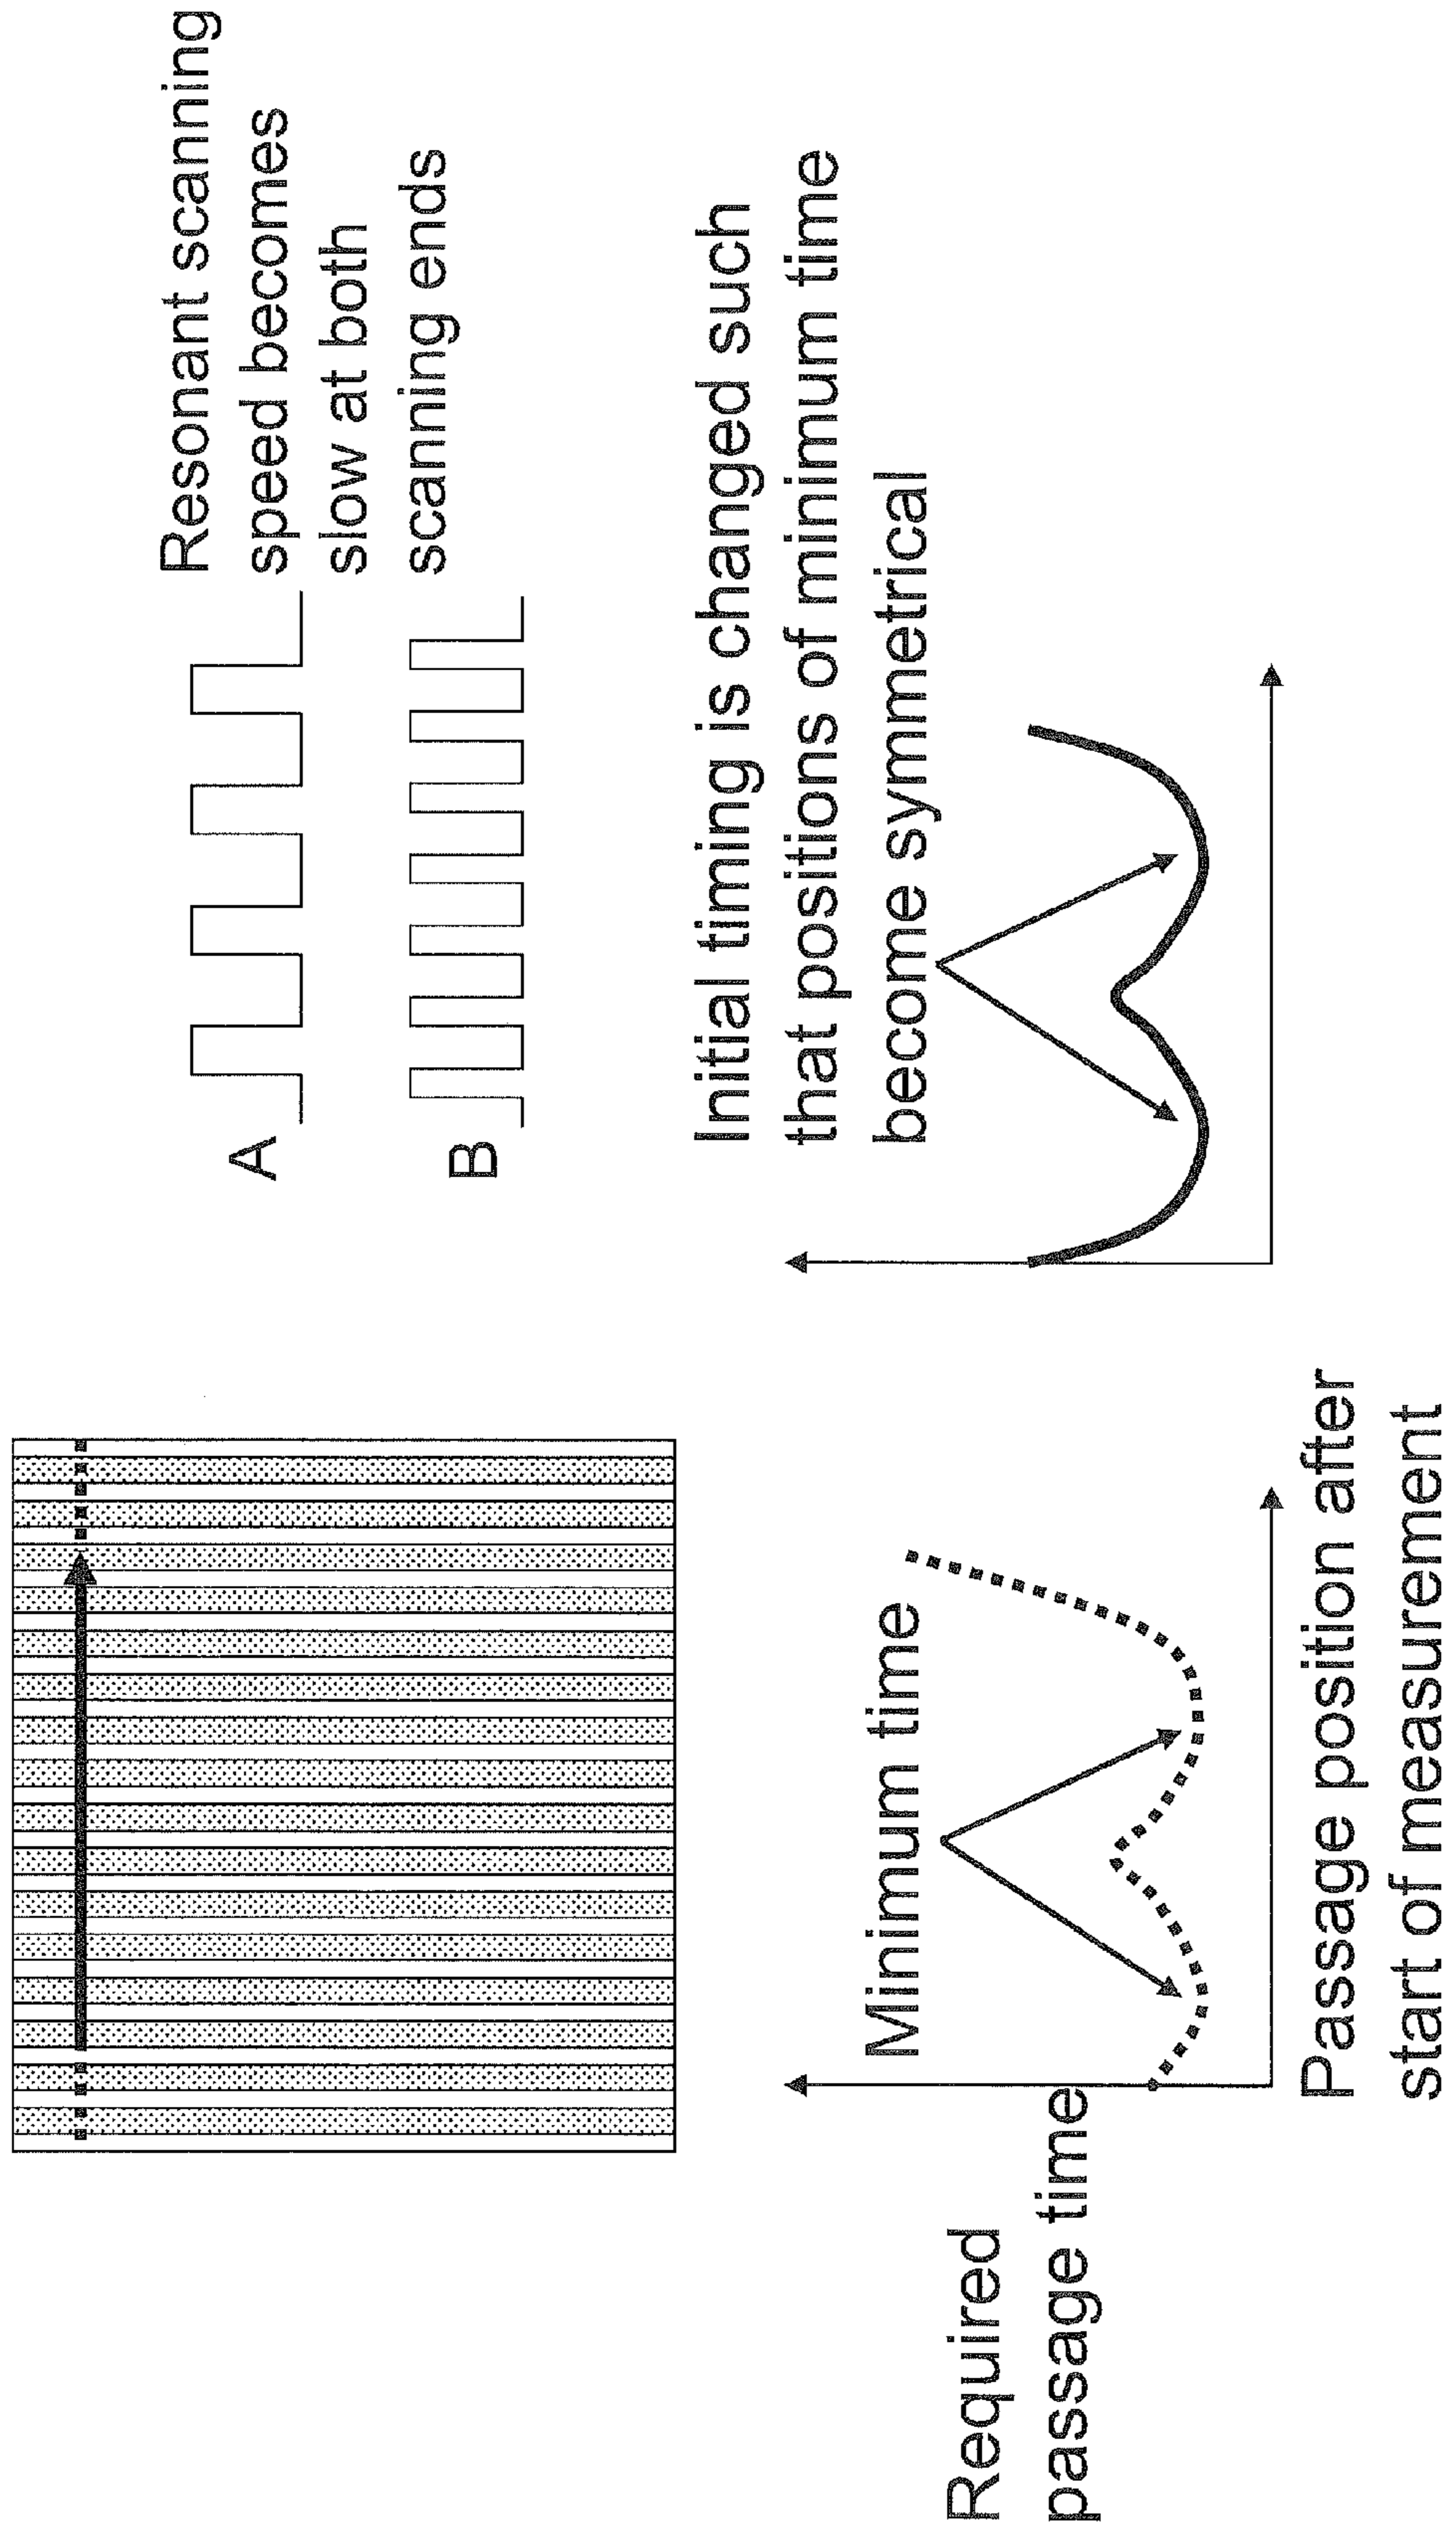 A
Resonant scanning
speed becomes
slow at both
scanning ends
B
Required
passage time
Minimum time
Passage position after
start of measurement
Initial timing is changed such
that positions of minimum time
become symmetrical